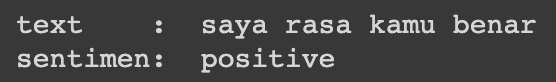 text    :  saya rasa kamu benar
sentimen:  positive